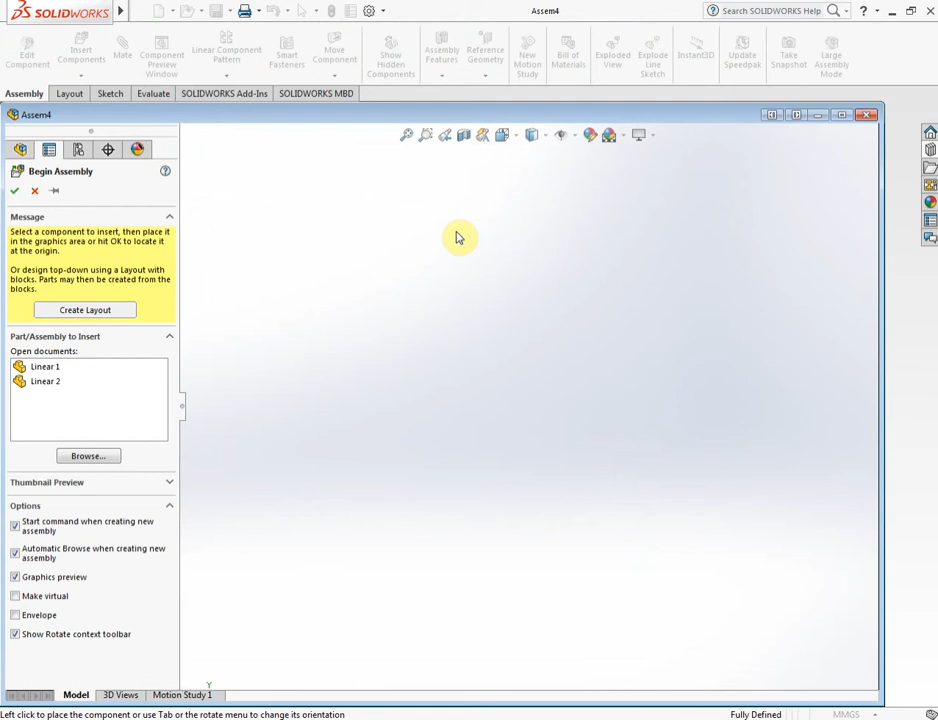 SOLIDWORKS
Assem4
Search SOLIDWORKS Help
Edit Component
Insert Components
Mate
Component Preview Window
Linear Component Pattern
Smart Fasteners
Move Component
Show Hidden Components
Assembly Features
Reference Geometry
New Motion Study
Bill of Materials
Exploded View
Explode Line Sketch
Instant3D
Update Speedpak
Take Snapshot
Large Assembly Mode
Assembly Layout Sketch Evaluate SOLIDWORKS Add-Ins SOLIDWORKS MBD
Assem4
Begin Assembly
Message
Select a component to insert, then place it
in the graphics area or hit OK to locate it
at the origin.
Or design top-down using a Layout with
blocks. Parts may then be created from the
blocks.
Create Layout
Part/Assembly to Insert
Open documents:
Linear 1
Linear 2
Browse...
Thumbnail Preview
Options
Start command when creating new
assembly
Automatic Browse when creating new
assembly
Graphics preview
Make virtual
Envelope
Show Rotate context toolbar
Y
Model 3D Views Motion Study 1
Left click to place the component or use Tab or the rotate menu to change its orientation
Fully Defined
MMGS